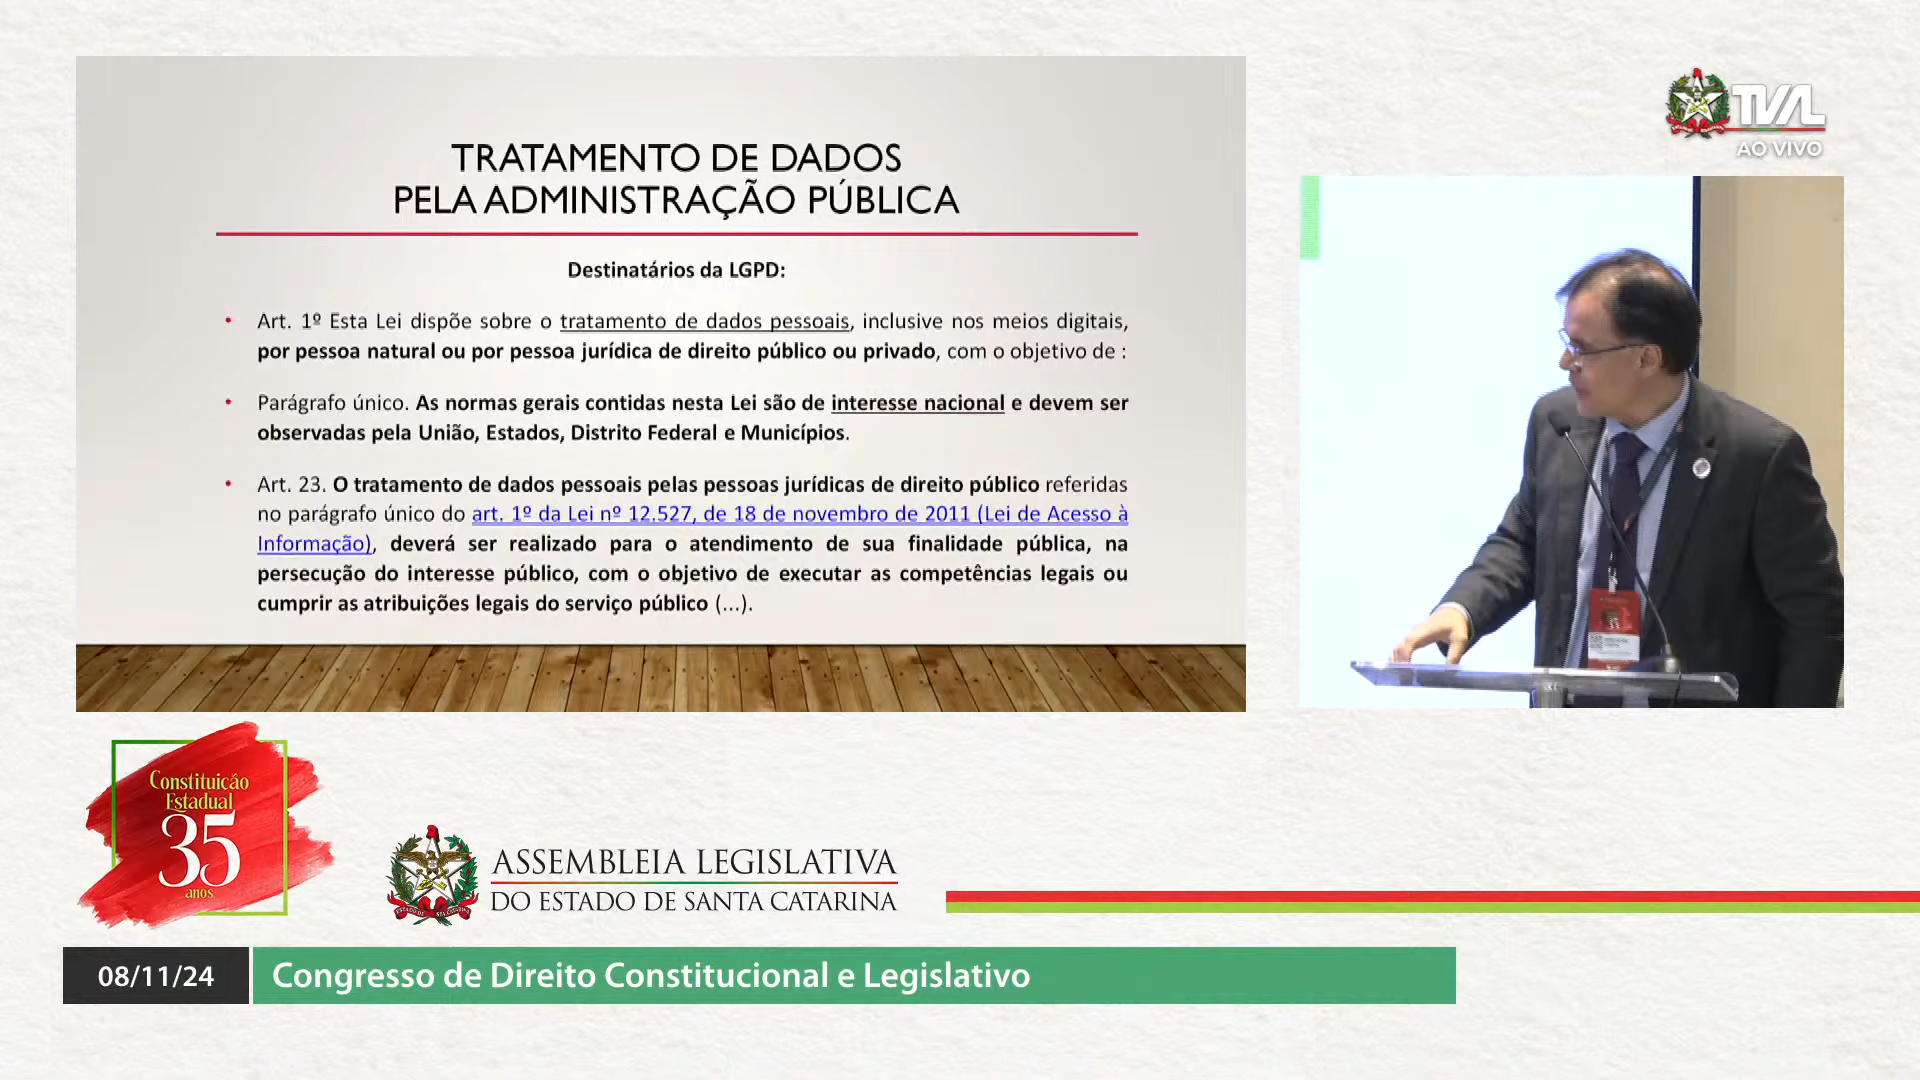 TRATAMENTO DE DADOS
PELA ADMINISTRAÇÃO PÚBLICA
Destinatários da LGPD:
• Art. 1º Esta Lei dispõe sobre o tratamento de dados pessoais, inclusive nos meios digitais,
por pessoa natural ou por pessoa jurídica de direito público ou privado, com o objetivo de :
• Parágrafo único. As normas gerais contidas nesta Lei são de interesse nacional e devem ser
observadas pela União, Estados, Distrito Federal e Municípios.
• Art. 23. O tratamento de dados pessoais pelas pessoas jurídicas de direito público referidas
no parágrafo único do art. 1º da Lei nº 12.527, de 18 de novembro de 2011 (Lei de Acesso à
Informação), deverá ser realizado para o atendimento de sua finalidade pública, na
persecução do interesse público, com o objetivo de executar as competências legais ou
cumprir as atribuições legais do serviço público (...).
TVAL
AO VIVO
Constituição
Estadual
35
anos
ASSEMBLEIA LEGISLATIVA
DO ESTADO DE SANTA CATARINA
08/11/24
Congresso de Direito Constitucional e Legislativo